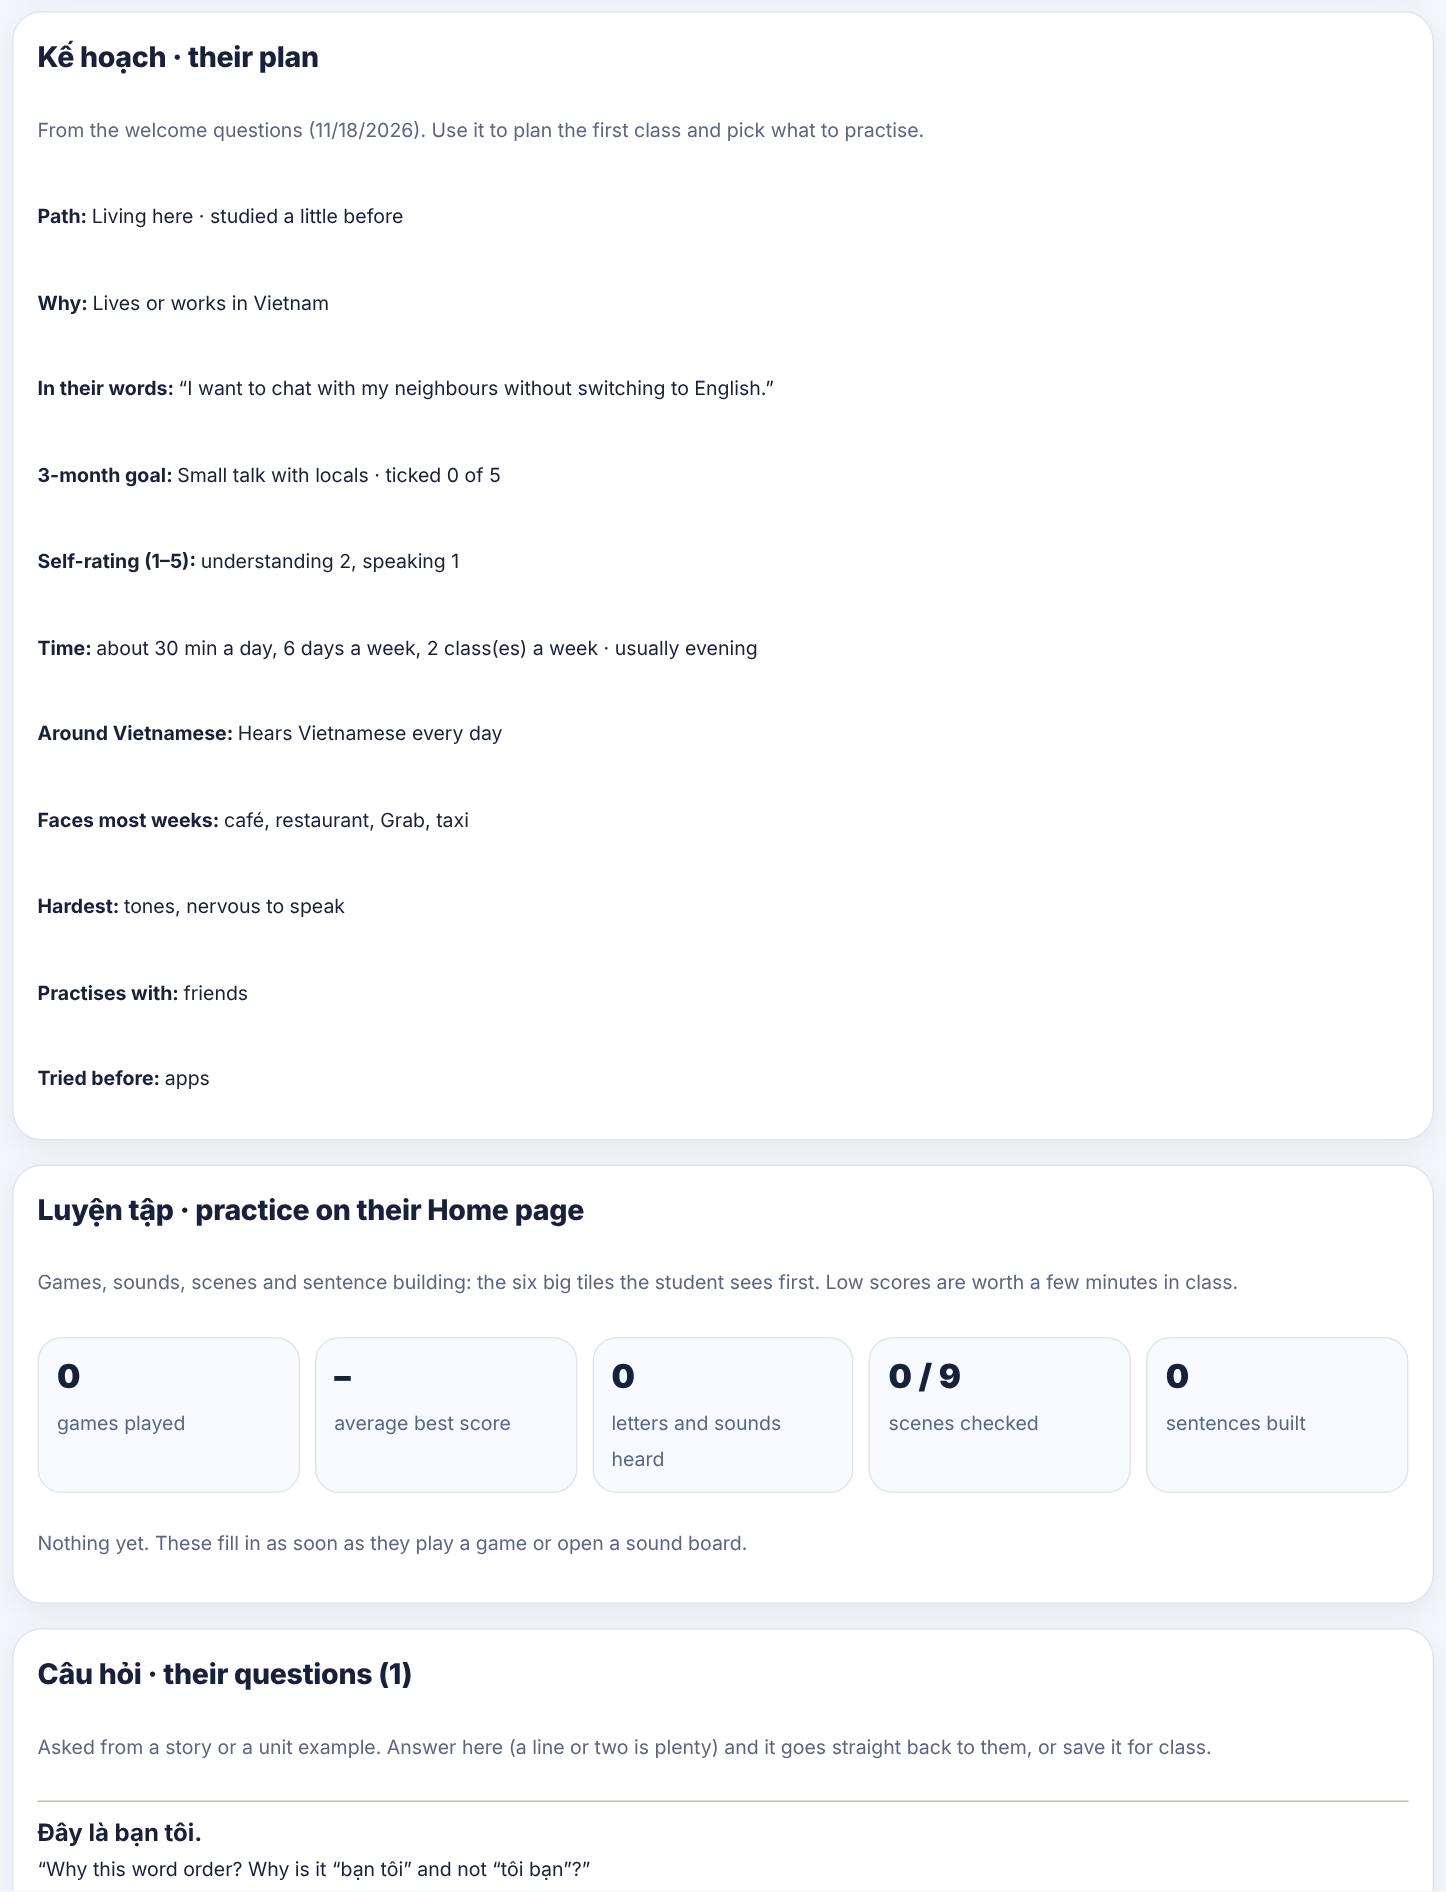 Kế hoạch · their plan
From the welcome questions (11/18/2026). Use it to plan the first class and pick what to practise.
Path: Living here · studied a little before
Why: Lives or works in Vietnam
In their words: “I want to chat with my neighbours without switching to English.”
3-month goal: Small talk with locals · ticked 0 of 5
Self-rating (1–5): understanding 2, speaking 1
Time: about 30 min a day, 6 days a week, 2 class(es) a week · usually evening
Around Vietnamese: Hears Vietnamese every day
Faces most weeks: café, restaurant, Grab, taxi
Hardest: tones, nervous to speak
Practises with: friends
Tried before: apps
Luyện tập · practice on their Home page
Games, sounds, scenes and sentence building: the six big tiles the student sees first. Low scores are worth a few minutes in class.
0
games played
–
average best score
0
letters and sounds
heard
0 / 9
scenes checked
0
sentences built
Nothing yet. These fill in as soon as they play a game or open a sound board.
Câu hỏi · their questions (1)
Asked from a story or a unit example. Answer here (a line or two is plenty) and it goes straight back to them, or save it for class.
Đây là bạn tôi.
“Why this word order? Why is it “bạn tôi” and not “tôi bạn”?”